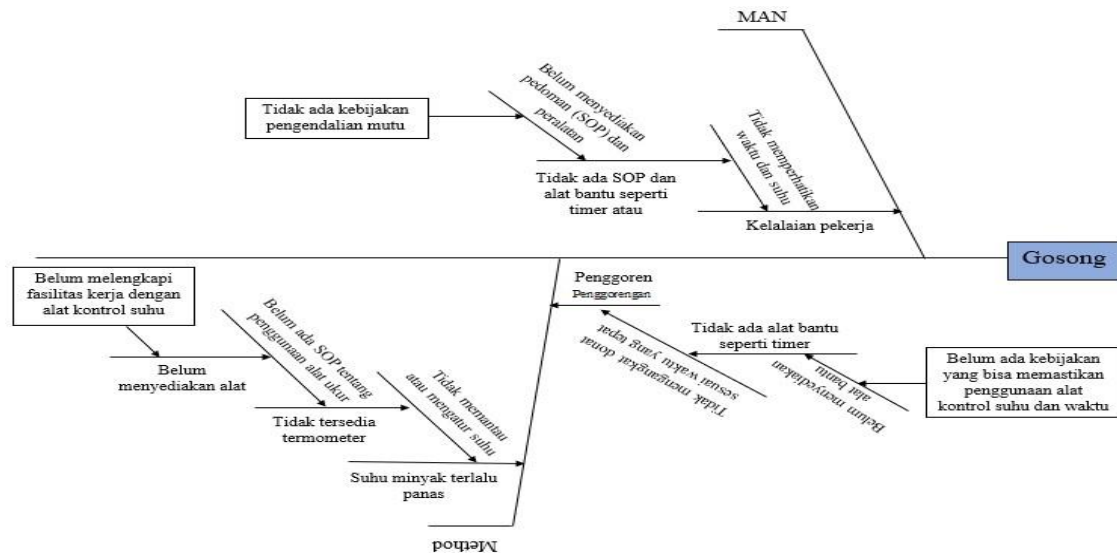 MAN
Tidak ada kebijakan
pengendalian mutu
Belum menyediakan
pedoman (SOP) dan
peralatan
Tidak ada SOP dan
alat bantu seperti
timer atau
Tidak memperhatikan
waktu dan suhu
Kelalaian pekerja
Gosong
Belum melengkapi
fasilitas kerja dengan
alat kontrol suhu
Belum
menyediakan alat
Belum ada SOP tentang
penggunaan alat ukur
Tidak tersedia
termometer
Tidak memantau
atau mengatur suhu
Suhu minyak terlalu
panas
Method
Penggoren
Penggorengan
Tidak mengangkat donat
sesuai waktu yang tepat
Tidak ada alat bantu
seperti timer
Belum menyediakan
alat bantu
Belum ada kebijakan
yang bisa memastikan
penggunaan alat
kontrol suhu dan waktu